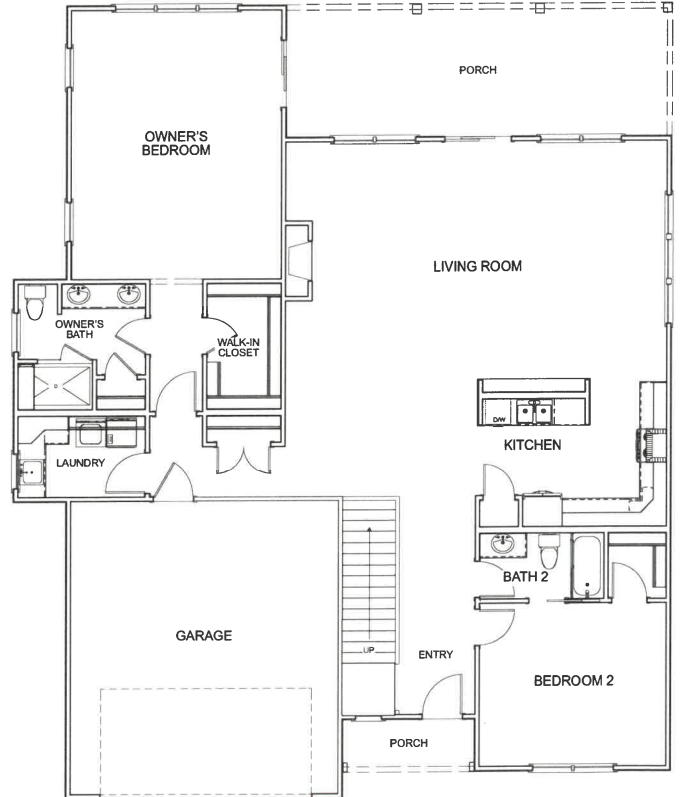 PORCH
OWNER'S
BEDROOM
LIVING ROOM
OWNER'S
BATH
WALK-IN
CLOSET
D/W
KITCHEN
LAUNDRY
BATH 2
GARAGE
UP
ENTRY
BEDROOM 2
PORCH